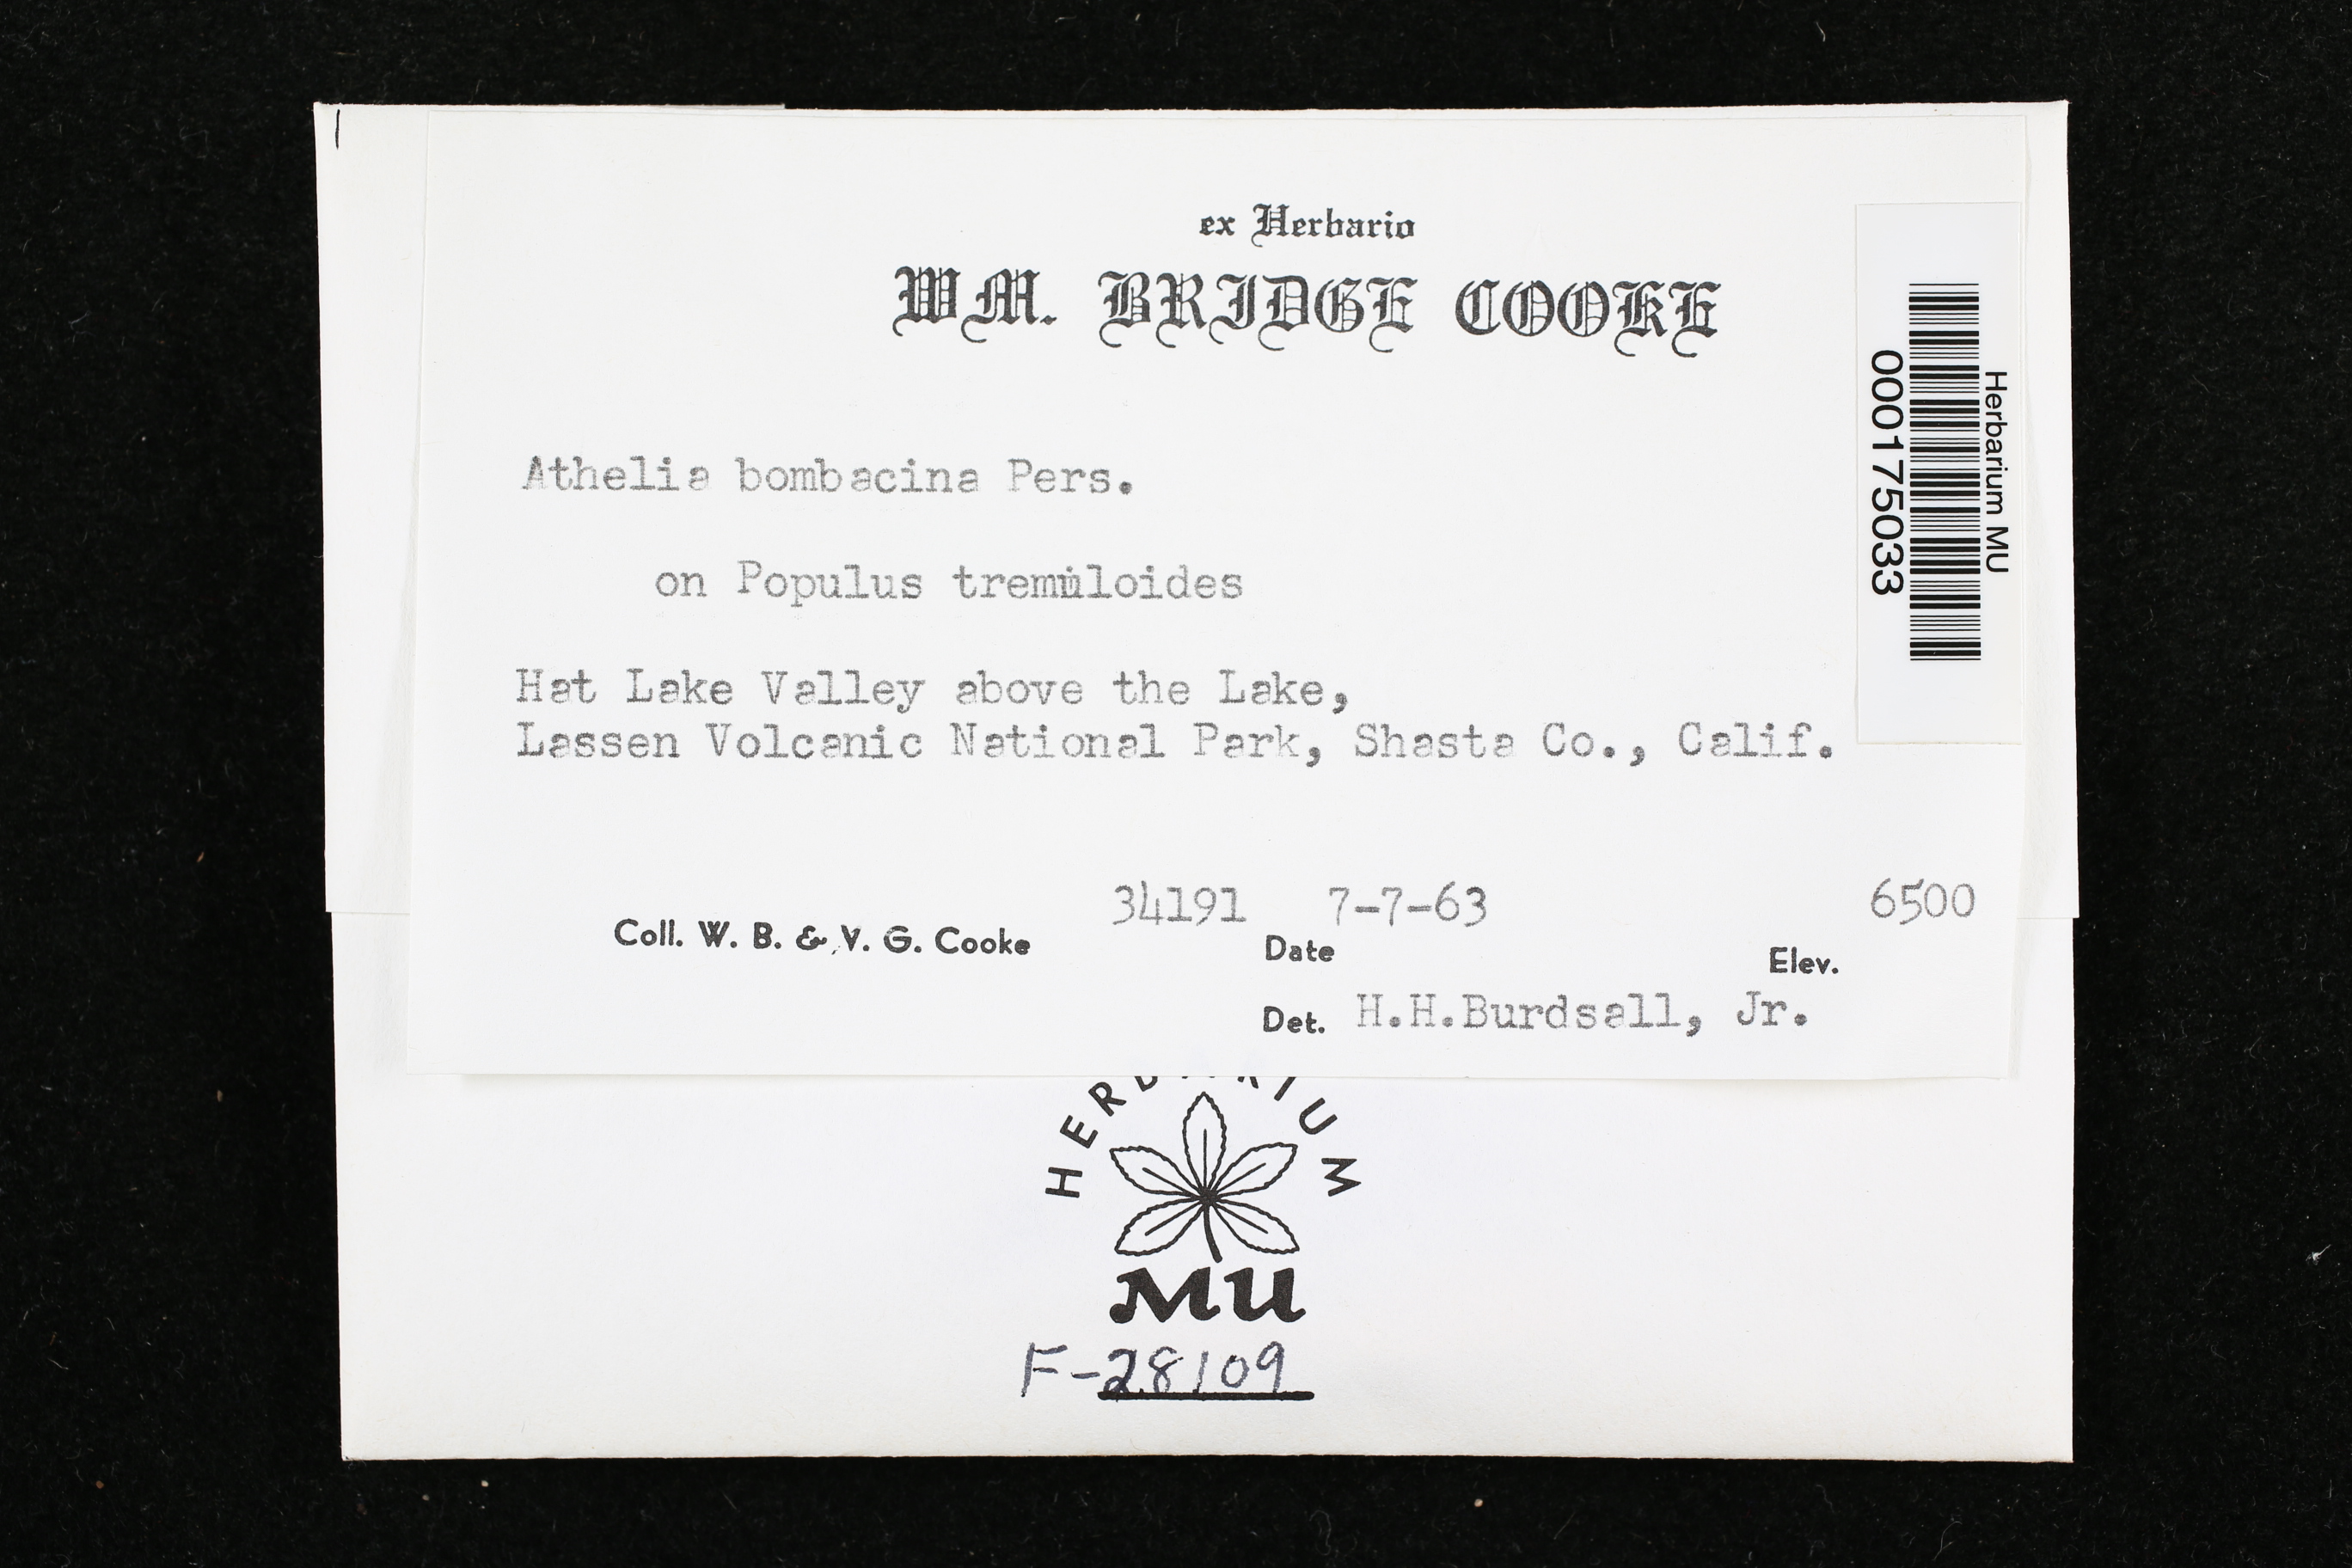 ex Herbario
WM. BRIDGE COOKE
Athelia bombacina Pers.
on Populus tremuloides
Hat Lake Valley above the Lake,
Lassen Volcanic National Park, Shasta Co., Calif.
34191 7-7-63 6500
Coll. W. B. & V. G. Cooke Date Elev.
Det. H.H.Burdsall, Jr.
Herbarium MU
000175033
HERBARIUM
MU
F-28109